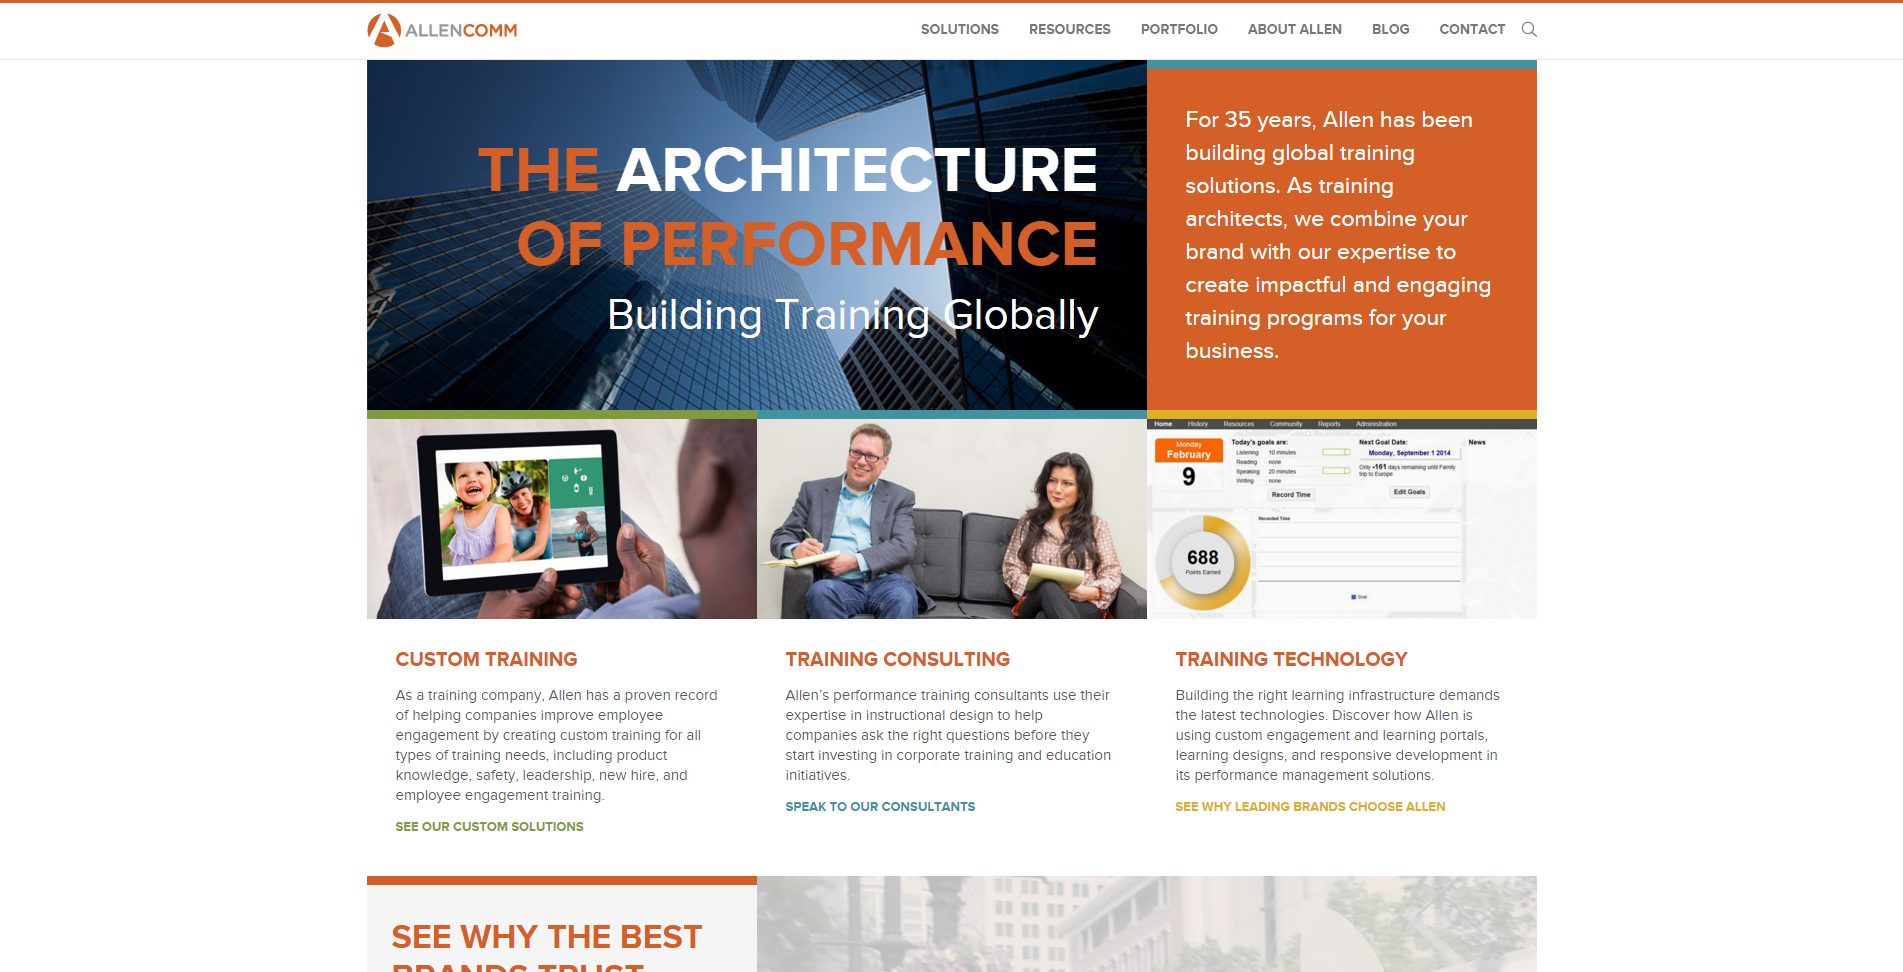 ALLENCOMM
SOLUTIONS RESOURCES PORTFOLIO ABOUT ALLEN BLOG CONTACT
THE ARCHITECTURE
OF PERFORMANCE
Building Training Globally
For 35 years, Allen has been
building global training
solutions. As training
architects, we combine your
brand with our expertise to
create impactful and engaging
training programs for your
business.
Home History Resources Community Reports Administration
Monday
February
9
Today's goals are:
Listening 10 minutes
Reading none
Speaking 20 minutes
Writing none
Record Time
Next Goal Date:
Monday, September 1 2014
Only -161 days remaining until Family
trip to Europe
Edit Goals
News
688
Points Earned
Recorded Time
Goal
CUSTOM TRAINING
As a training company, Allen has a proven record
of helping companies improve employee
engagement by creating custom training for all
types of training needs, including product
knowledge, safety, leadership, new hire, and
employee engagement training.
SEE OUR CUSTOM SOLUTIONS
TRAINING CONSULTING
Allen’s performance training consultants use their
expertise in instructional design to help
companies ask the right questions before they
start investing in corporate training and education
initiatives.
SPEAK TO OUR CONSULTANTS
TRAINING TECHNOLOGY
Building the right learning infrastructure demands
the latest technologies. Discover how Allen is
using custom engagement and learning portals,
learning designs, and responsive development in
its performance management solutions.
SEE WHY LEADING BRANDS CHOOSE ALLEN
SEE WHY THE BEST
BRANDS TRUST